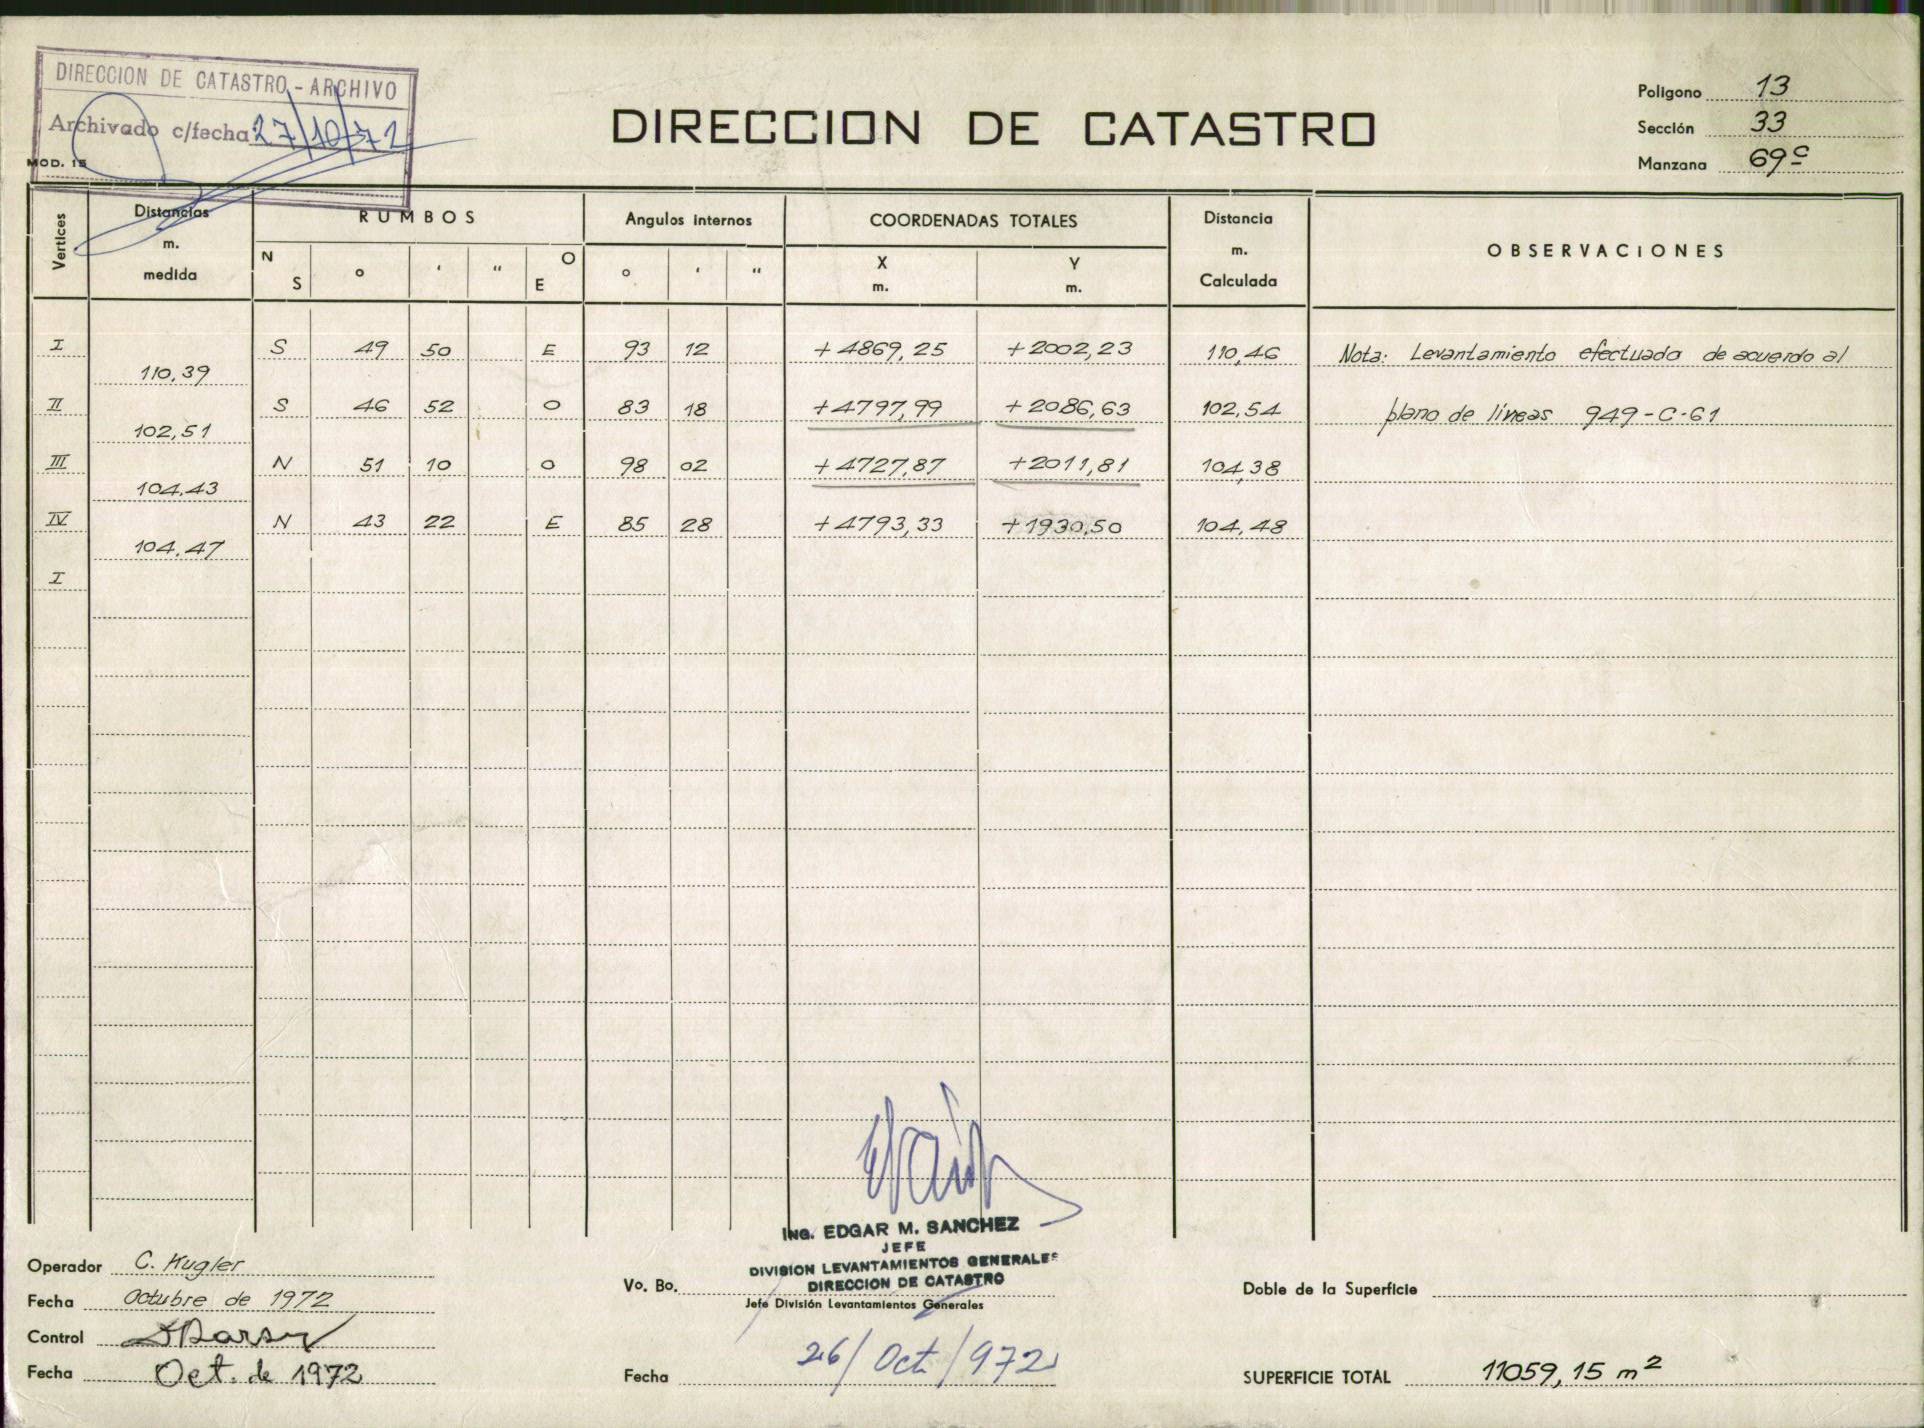 DIRECCION DE CATASTRO - ARCHIVO
Archivado c/fecha 27/10/72
MOD. 15
DIRECCION DE CATASTRO
Poligono 13
Sección 33
Manzana 69c
Vertices
Distancias m. medida
RUMBOS
Angulos internos
COORDENADAS TOTALES
Distancia m. Calculada
OBSERVACIONES
N S ° ' " O E
° ' "
X m.
Y m.
I S 49 50 E 93 12 +4869,25 +2002,23 110,46 Nota: Levantamiento efectuada de acuerdo al
110,39
II S 46 52 O 83 18 +4797,99 +2086,63 102,54 plano de líneas 949-C-61
102,51
III N 51 10 O 98 02 +4727,87 +2011,81 104,38
104,43
IV N 43 22 E 85 28 +4793,33 +1930,50 104,48
104,47
I
Ing. EDGAR M. SANCHEZ
JEFE
DIVISION LEVANTAMIENTOS GENERALES
DIRECCION DE CATASTRO
Operador C. Kugler
Fecha Octubre de 1972
Control
Fecha Oct. de 1972
Vo. Bo.
Jefe División Levantamientos Generales
Fecha 26/Oct/972
Doble de la Superficie
SUPERFICIE TOTAL 11059,15 m²